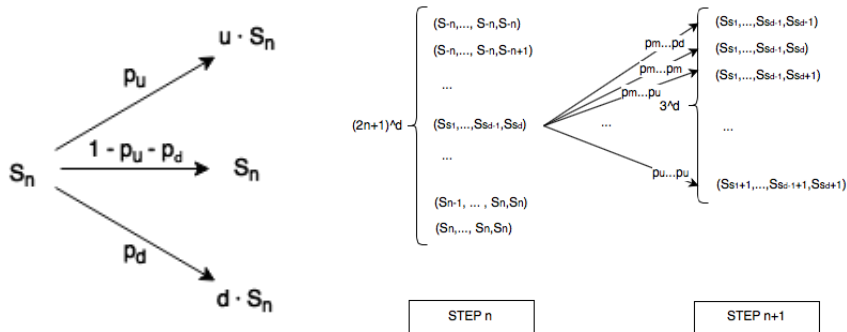 u · Sn
pu
1 - pu - pd
Sn
Sn
pd
d · Sn
(S-n,..., S-n,S-n)
(S-n,..., S-n,S-n+1)
...
(2n+1)^d
(Ss1,...,Ssd-1,Ssd)
...
(Sn-1, ... , Sn,Sn)
(Sn,..., Sn,Sn)
STEP n
pm...pd
pm...pm
pm...pu
...
pu...pu
(Ss1,...,Ssd-1,Ssd-1)
(Ss1,...,Ssd-1,Ssd)
(Ss1,...,Ssd-1,Ssd+1)
3^d
...
(Ss1+1,...,Ssd-1+1,Ssd+1)
STEP n+1